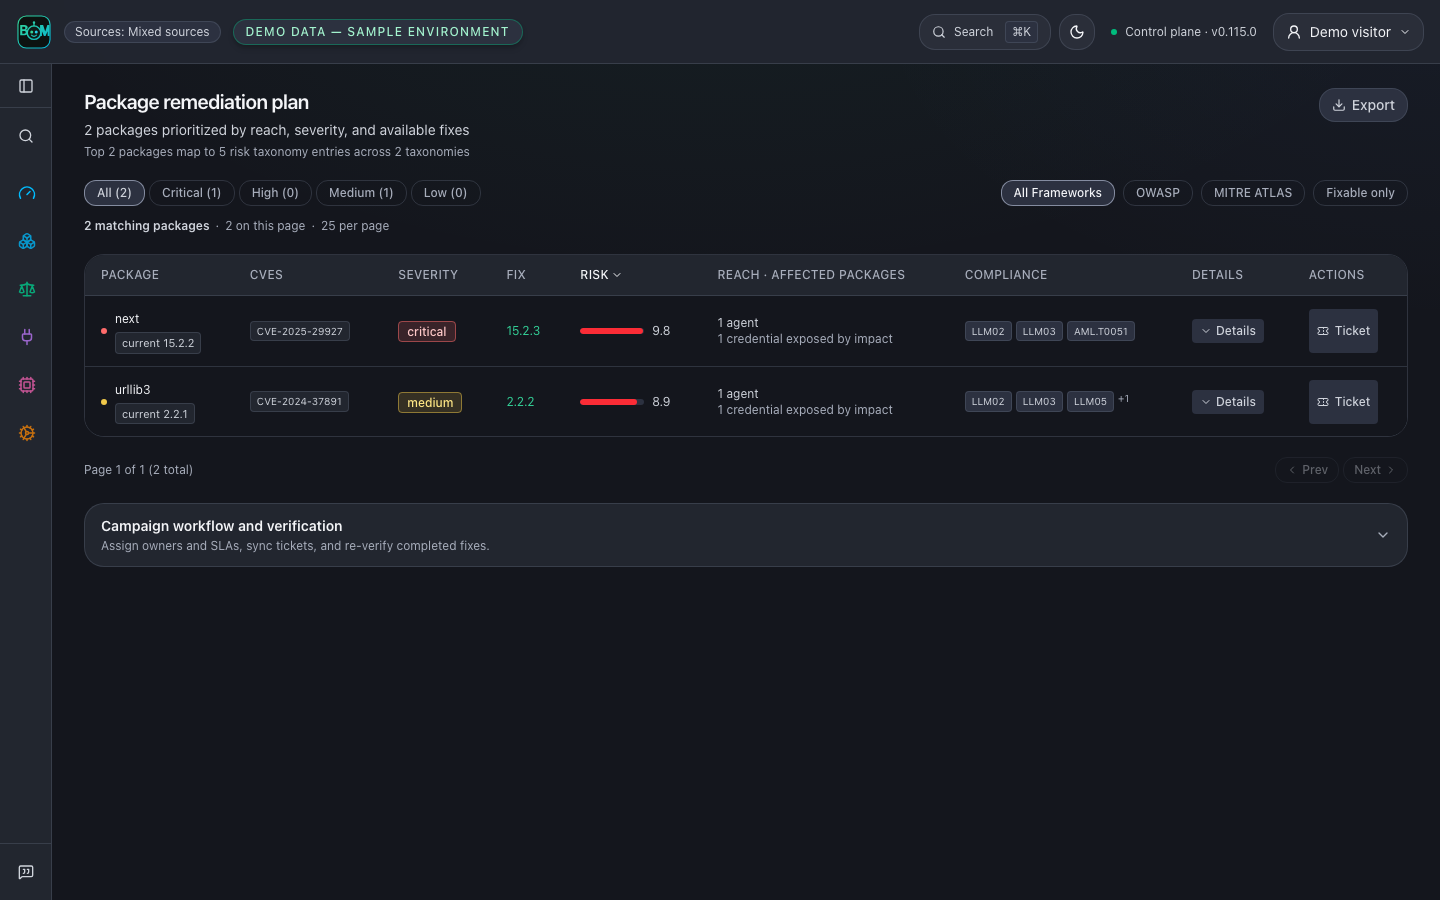 BOM
Sources: Mixed sources
DEMO DATA — SAMPLE ENVIRONMENT
Search ⌘K
Control plane · v0.115.0
Demo visitor
Package remediation plan
Export
2 packages prioritized by reach, severity, and available fixes
Top 2 packages map to 5 risk taxonomy entries across 2 taxonomies
All (2) Critical (1) High (0) Medium (1) Low (0)
All Frameworks OWASP MITRE ATLAS Fixable only
2 matching packages · 2 on this page · 25 per page
PACKAGE CVES SEVERITY FIX RISK REACH · AFFECTED PACKAGES COMPLIANCE DETAILS ACTIONS
next
current 15.2.2
CVE-2025-29927
critical
15.2.3
9.8
1 agent
1 credential exposed by impact
LLM02 LLM03 AML.T0051
Details
Ticket
urllib3
current 2.2.1
CVE-2024-37891
medium
2.2.2
8.9
1 agent
1 credential exposed by impact
LLM02 LLM03 LLM05 +1
Details
Ticket
Page 1 of 1 (2 total)
Prev Next
Campaign workflow and verification
Assign owners and SLAs, sync tickets, and re-verify completed fixes.